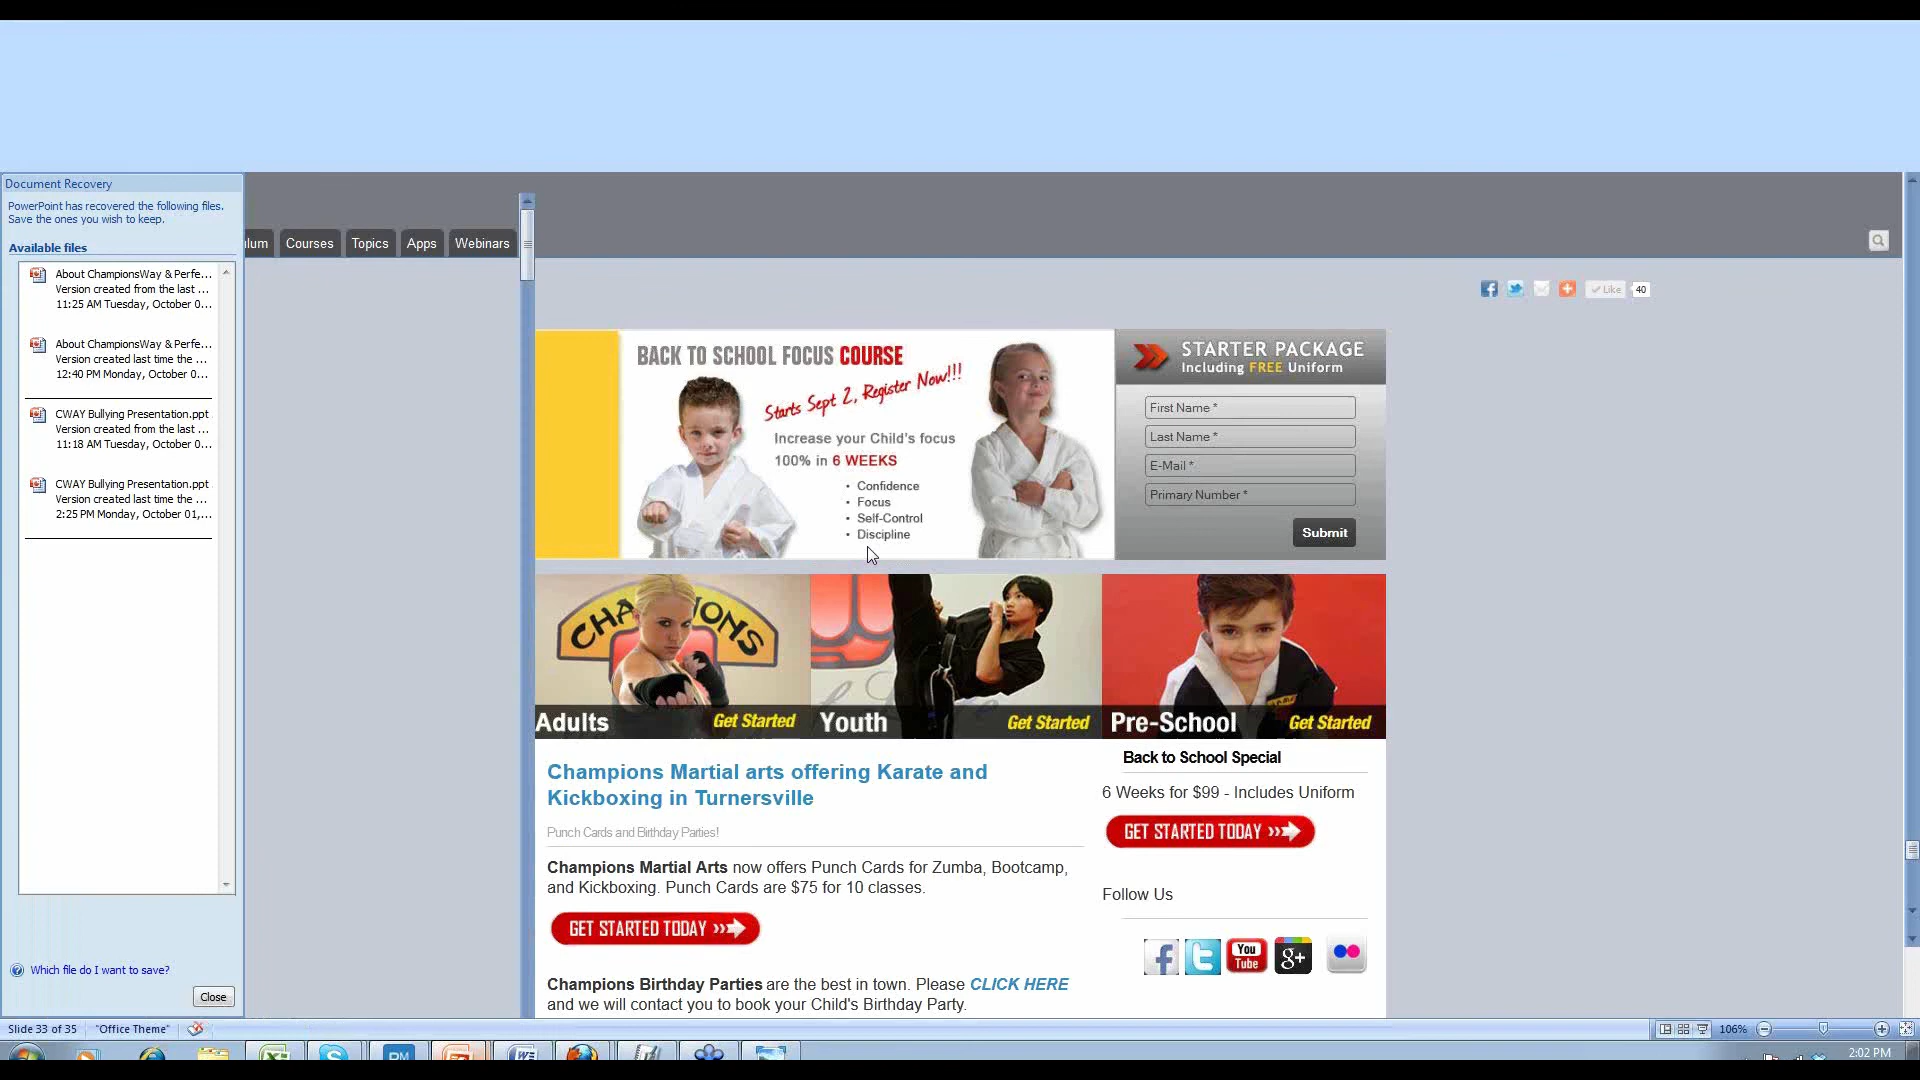 Document Recovery
PowerPoint has recovered the following files.
Save the ones you wish to keep.
Available files
About ChampionsWay & Perfe...
Version created from the last ...
11:25 AM Tuesday, October 0...
About ChampionsWay & Perfe...
Version created last time the ...
12:40 PM Monday, October 0...
CWAY Bullying Presentation.ppt
Version created from the last ...
11:18 AM Tuesday, October 0...
CWAY Bullying Presentation.ppt
Version created last time the ...
2:25 PM Monday, October 01,...
Which file do I want to save?
Close
lum Courses Topics Apps Webinars
Like 40
BACK TO SCHOOL FOCUS COURSE
Starts Sept 2, Register Now!!!
Increase your Child's focus
100% in 6 WEEKS
• Confidence
• Focus
• Self-Control
• Discipline
STARTER PACKAGE
Including FREE Uniform
First Name *
Last Name *
E-Mail *
Primary Number *
Submit
CHAMPIONS
Adults Get Started
Youth Get Started
Pre-School Get Started
Champions Martial arts offering Karate and
Kickboxing in Turnersville
Punch Cards and Birthday Parties!
Champions Martial Arts now offers Punch Cards for Zumba, Bootcamp,
and Kickboxing. Punch Cards are $75 for 10 classes.
GET STARTED TODAY
Champions Birthday Parties are the best in town. Please CLICK HERE
and we will contact you to book your Child's Birthday Party.
Back to School Special
6 Weeks for $99 - Includes Uniform
GET STARTED TODAY
Follow Us
You
Tube
g+
Slide 33 of 35 "Office Theme"
106%
PM
2:02 PM